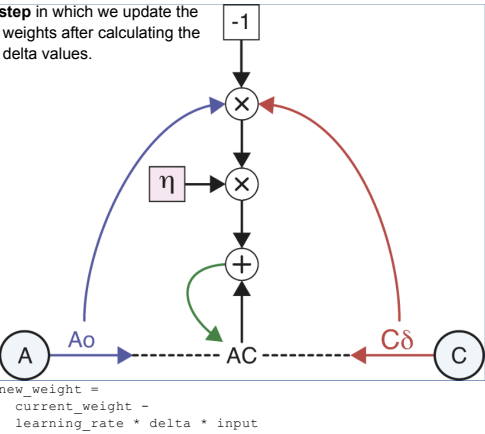 step in which we update the
weights after calculating the
delta values.
-1
×
η
×
+
Ao
Cδ
A
AC
C
new_weight =
current_weight -
learning_rate * delta * input